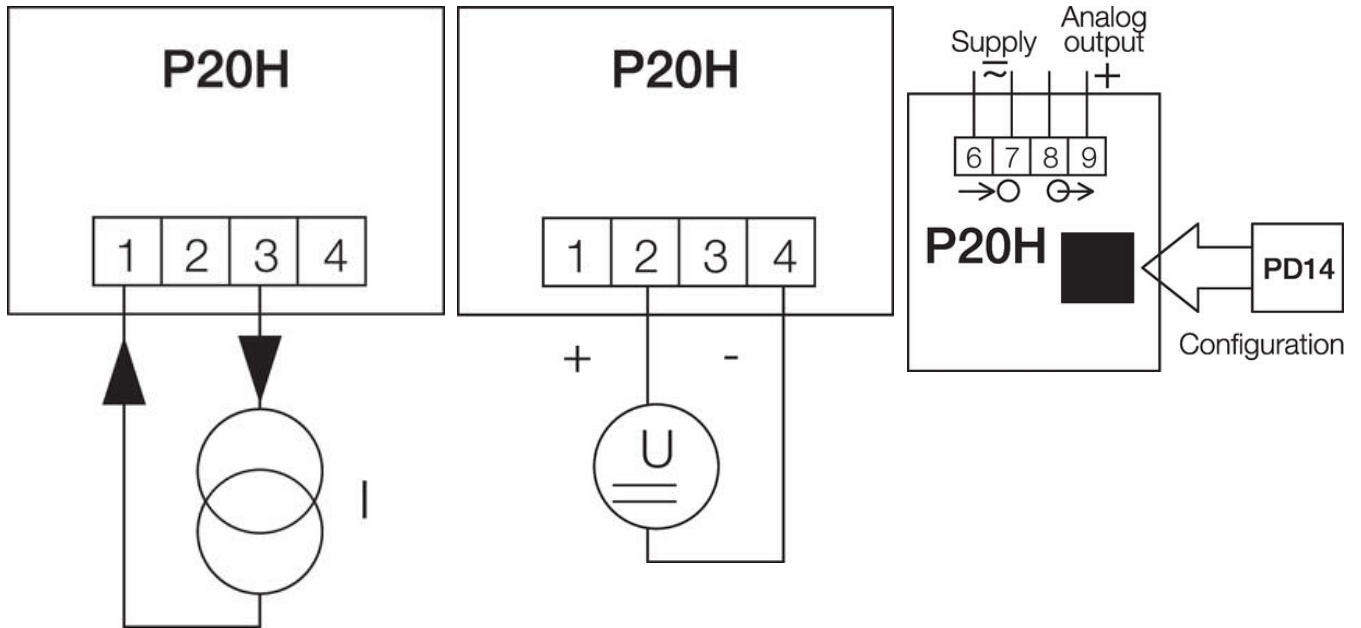 P20H
1 2 3 4
I
P20H
1 2 3 4
+ -
U
Supply
Analog
output
+
6 7 8 9
P20H
PD14
Configuration